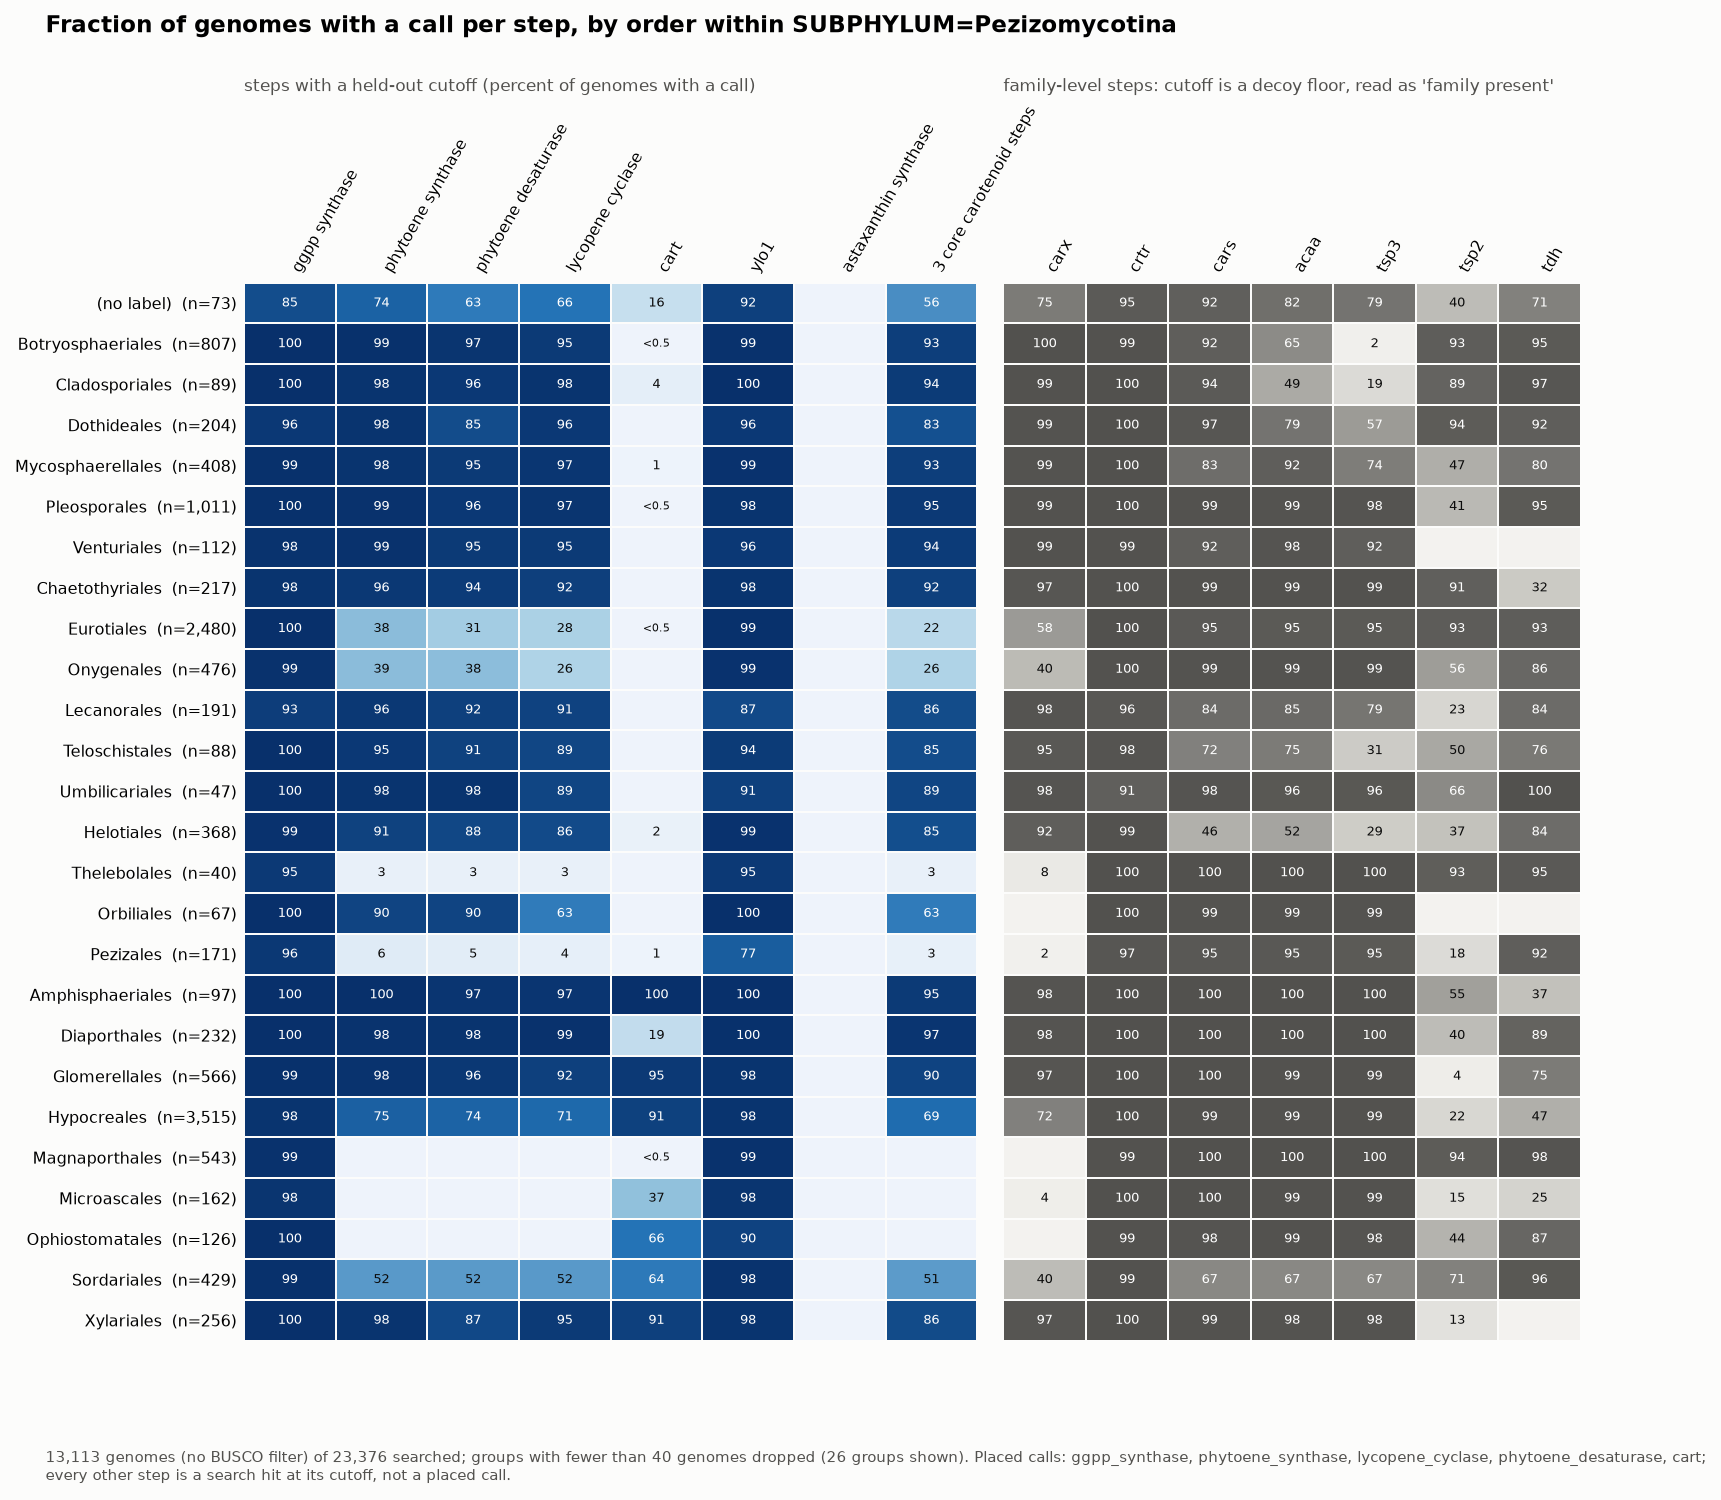 Fraction of genomes with a call per step, by order within SUBPHYLUM=Pezizomycotina
steps with a held-out cutoff (percent of genomes with a call)
family-level steps: cutoff is a decoy floor, read as 'family present'
ggpp synthase phytoene synthase phytoene desaturase lycopene cyclase cart ylo1 astaxanthin synthase 3 core carotenoid steps carx crtr cars acaa tsp3 tsp2 tdh
(no label) (n=73) 85 74 63 66 16 92 56 75 95 92 82 79 40 71
Botryosphaeriales (n=807) 100 99 97 95 <0.5 99 93 100 99 92 65 2 93 95
Cladosporiales (n=89) 100 98 96 98 4 100 94 99 100 94 49 19 89 97
Dothideales (n=204) 96 98 85 96 96 83 99 100 97 79 57 94 92
Mycosphaerellales (n=408) 99 98 95 97 1 99 93 99 100 83 92 74 47 80
Pleosporales (n=1,011) 100 99 96 97 <0.5 98 95 99 100 99 99 98 41 95
Venturiales (n=112) 98 99 95 95 96 94 99 99 92 98 92
Chaetothyriales (n=217) 98 96 94 92 98 92 97 100 99 99 99 91 32
Eurotiales (n=2,480) 100 38 31 28 <0.5 99 22 58 100 95 95 95 93 93
Onygenales (n=476) 99 39 38 26 99 26 40 100 99 99 99 56 86
Lecanorales (n=191) 93 96 92 91 87 86 98 96 84 85 79 23 84
Teloschistales (n=88) 100 95 91 89 94 85 95 98 72 75 31 50 76
Umbilicariales (n=47) 100 98 98 89 91 89 98 91 98 96 96 66 100
Helotiales (n=368) 99 91 88 86 2 99 85 92 99 46 52 29 37 84
Thelebolales (n=40) 95 3 3 3 95 3 8 100 100 100 100 93 95
Orbiliales (n=67) 100 90 90 63 100 63 100 99 99 99
Pezizales (n=171) 96 6 5 4 1 77 3 2 97 95 95 95 18 92
Amphisphaeriales (n=97) 100 100 97 97 100 100 95 98 100 100 100 100 55 37
Diaporthales (n=232) 100 98 98 99 19 100 97 98 100 100 100 100 40 89
Glomerellales (n=566) 99 98 96 92 95 98 90 97 100 100 99 99 4 75
Hypocreales (n=3,515) 98 75 74 71 91 98 69 72 100 99 99 99 22 47
Magnaporthales (n=543) 99 <0.5 99 99 100 100 100 94 98
Microascales (n=162) 98 37 98 4 100 100 99 99 15 25
Ophiostomatales (n=126) 100 66 90 99 98 99 98 44 87
Sordariales (n=429) 99 52 52 52 64 98 51 40 99 67 67 67 71 96
Xylariales (n=256) 100 98 87 95 91 98 86 97 100 99 98 98 13
13,113 genomes (no BUSCO filter) of 23,376 searched; groups with fewer than 40 genomes dropped (26 groups shown). Placed calls: ggpp_synthase, phytoene_synthase, lycopene_cyclase, phytoene_desaturase, cart;
every other step is a search hit at its cutoff, not a placed call.